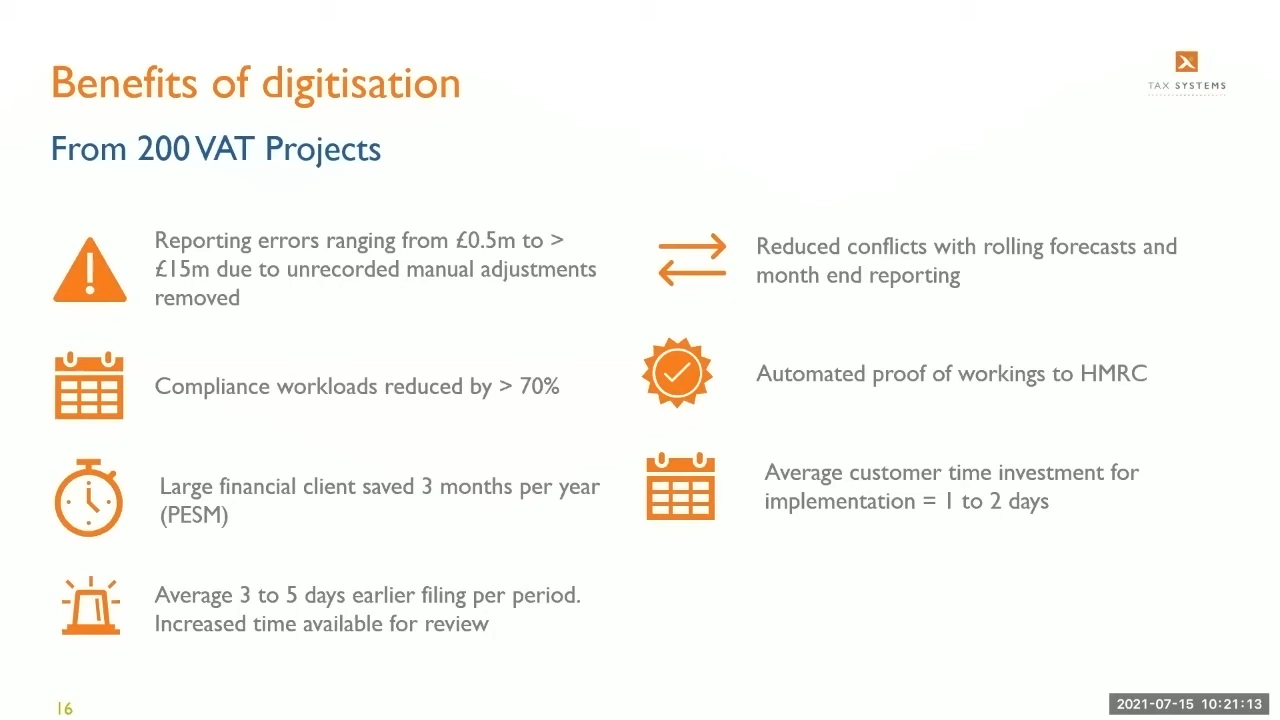 Benefits of digitisation
TAX SYSTEMS
From 200 VAT Projects
Reporting errors ranging from £0.5m to >
£15m due to unrecorded manual adjustments
removed
Compliance workloads reduced by > 70%
Large financial client saved 3 months per year
(PESM)
Average 3 to 5 days earlier filing per period.
Increased time available for review
Reduced conflicts with rolling forecasts and
month end reporting
Automated proof of workings to HMRC
Average customer time investment for
implementation = 1 to 2 days
16
2021-07-15 10:21:13